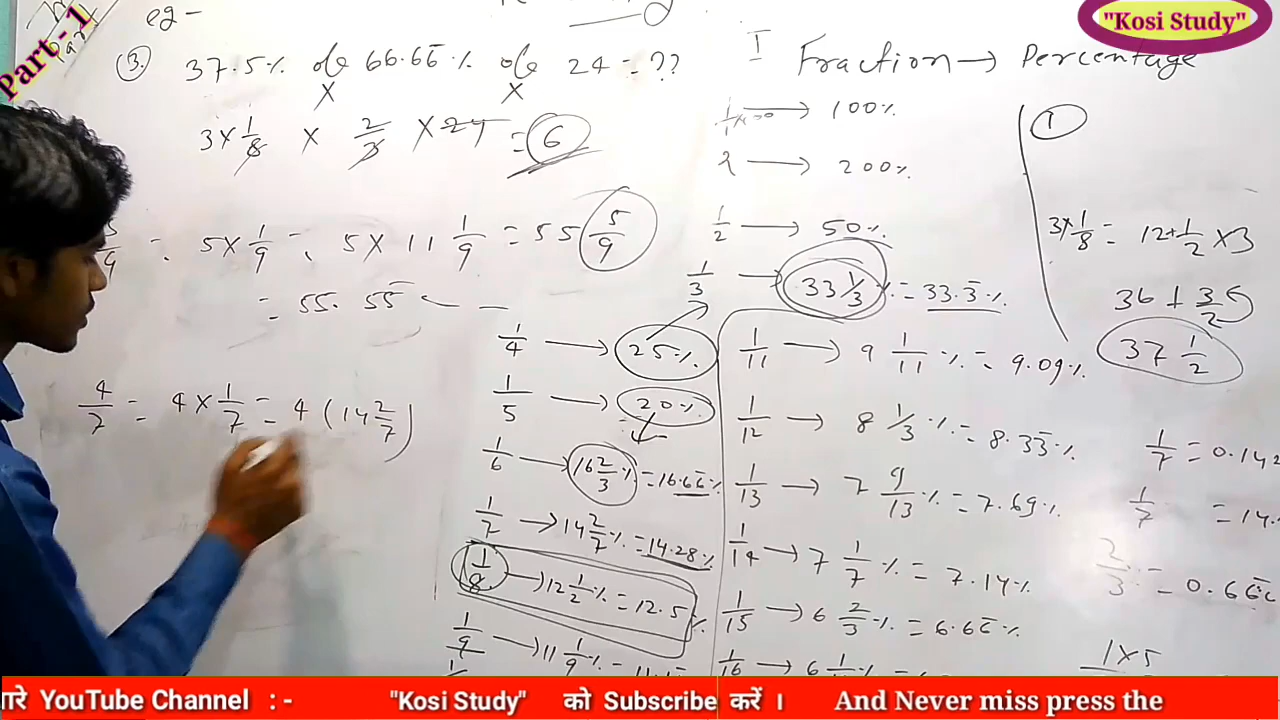 Part-1
"Kosi Study"
eg-
③. 37.5% of 66.66̅% of 24 = ??
× ×
3×1/8 × 2/3 × 24 = 6
5/9 = 5×1/9 = 5×11 1/9 = 55 5/9
= 55.55̅
4/7 = 4×1/7 = 4(14 2/7)
I Fraction → Percentage
→ 100%
2 → 200%
1/2 → 50%
1/3 → 33 1/3% = 33.3̅%
1/4 → 25%
1/5 → 20%
1/6 → 16 2/3% = 16.66̅%
1/7 → 14 2/7% = 14.28%
1/8 → 12 1/2% = 12.5%
1/9 → 11 1/9% =
1/11 → 9 1/11% = 9.09%
1/12 → 8 1/3% = 8.33̅%
1/13 → 7 9/13% = 7.69%
1/14 → 7 1/7% = 7.14%
1/15 → 6 2/3% = 6.66̅%
1/16 → 6
①
3×1/8 = 12+1/2 ×3
36 + 3/2
37 1/2
1/7 = 0.142
1/7 = 14.
2/3 = 0.66̅
1×5
YouTube Channel :- "Kosi Study" को Subscribe करें । And Never miss press the